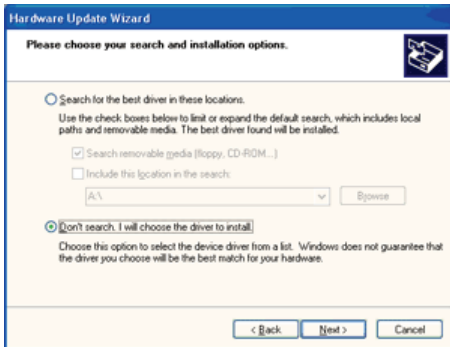 Hardware Update Wizard
Please choose your search and installation options.
Search for the best driver in these locations.
Use the check boxes below to limit or expand the default search, which includes local
paths and removable media. The best driver found will be installed.
Search removable media (floppy, CD-ROM...)
Include this location in the search:
A:\
Browse
Don't search. I will choose the driver to install.
Choose this option to select the device driver from a list. Windows does not guarantee that
the driver you choose will be the best match for your hardware.
< Back
Next >
Cancel